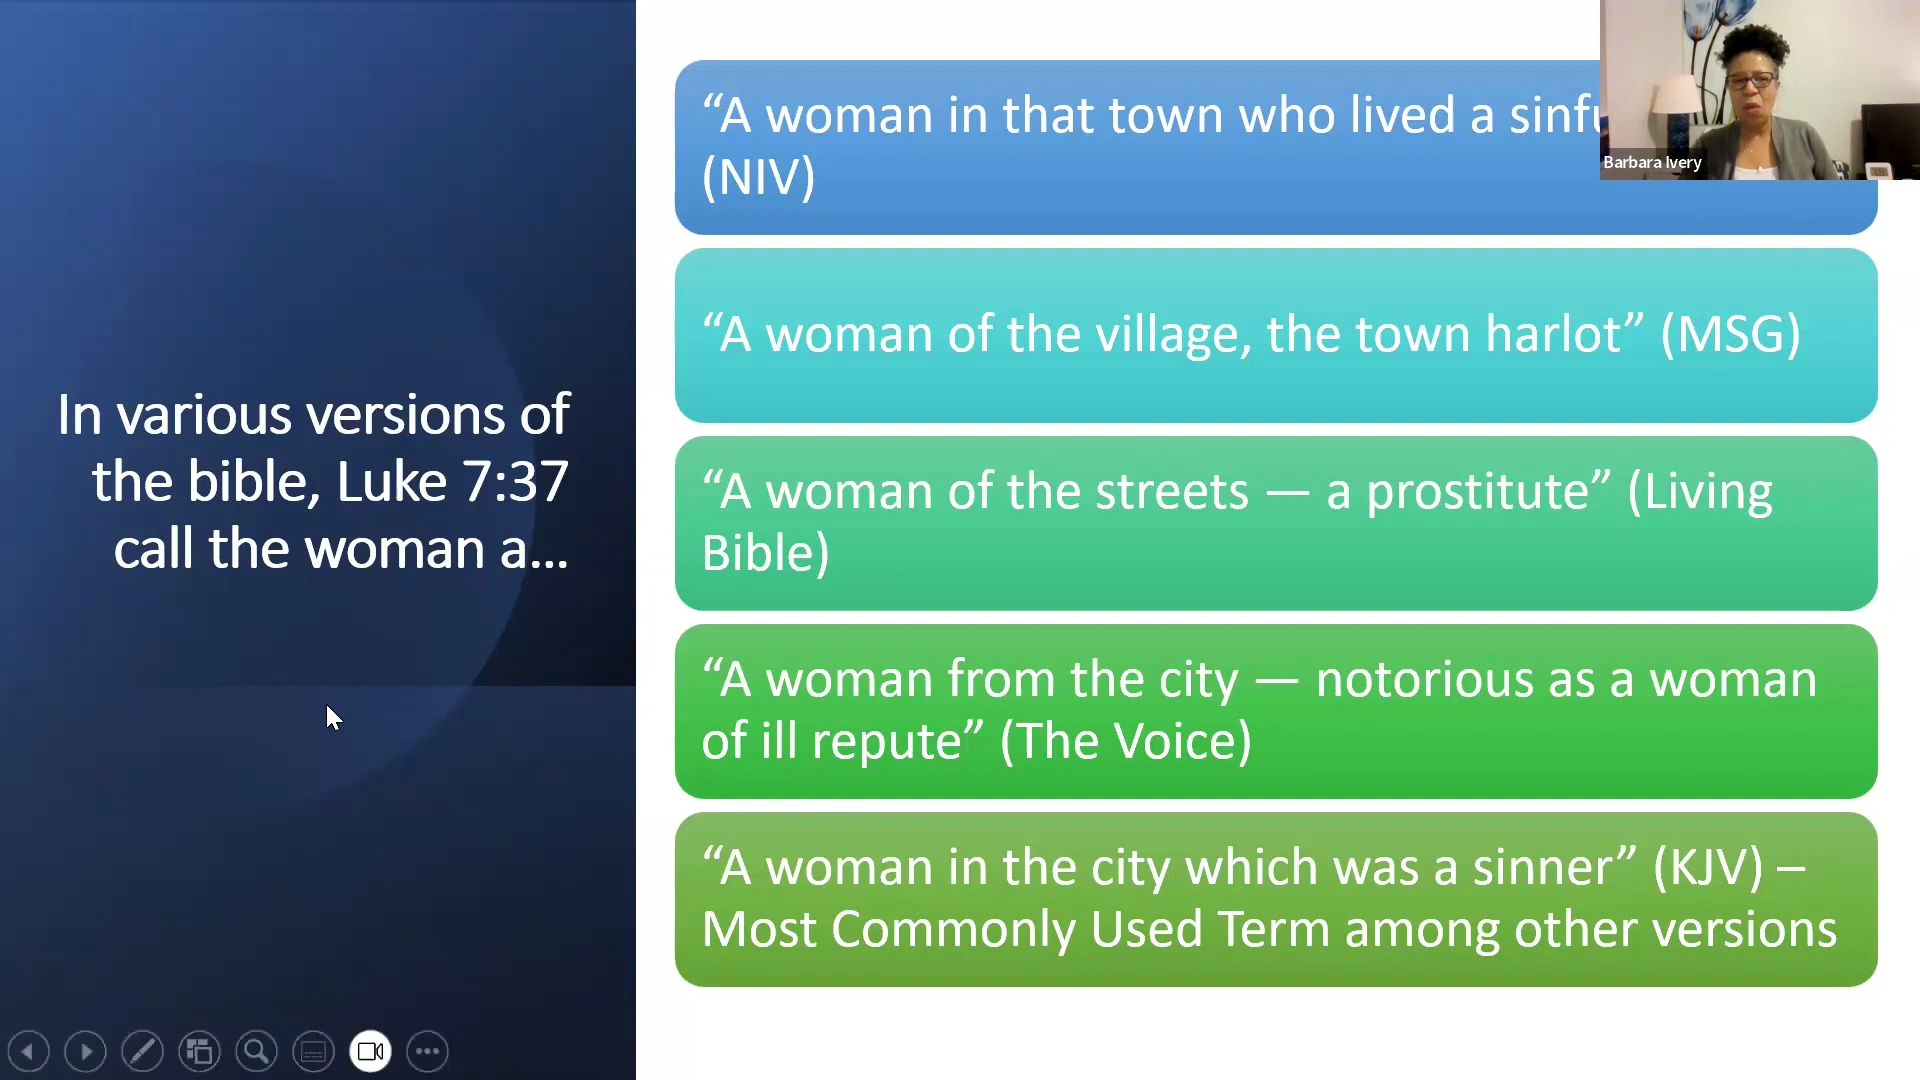 In various versions of
the bible, Luke 7:37
call the woman a...
“A woman in that town who lived a
(NIV)
“A woman of the village, the town harlot” (MSG)
“A woman of the streets — a prostitute” (Living
Bible)
“A woman from the city — notorious as a woman
of ill repute” (The Voice)
“A woman in the city which was a sinner” (KJV) –
Most Commonly Used Term among other versions
Barbara Ivery